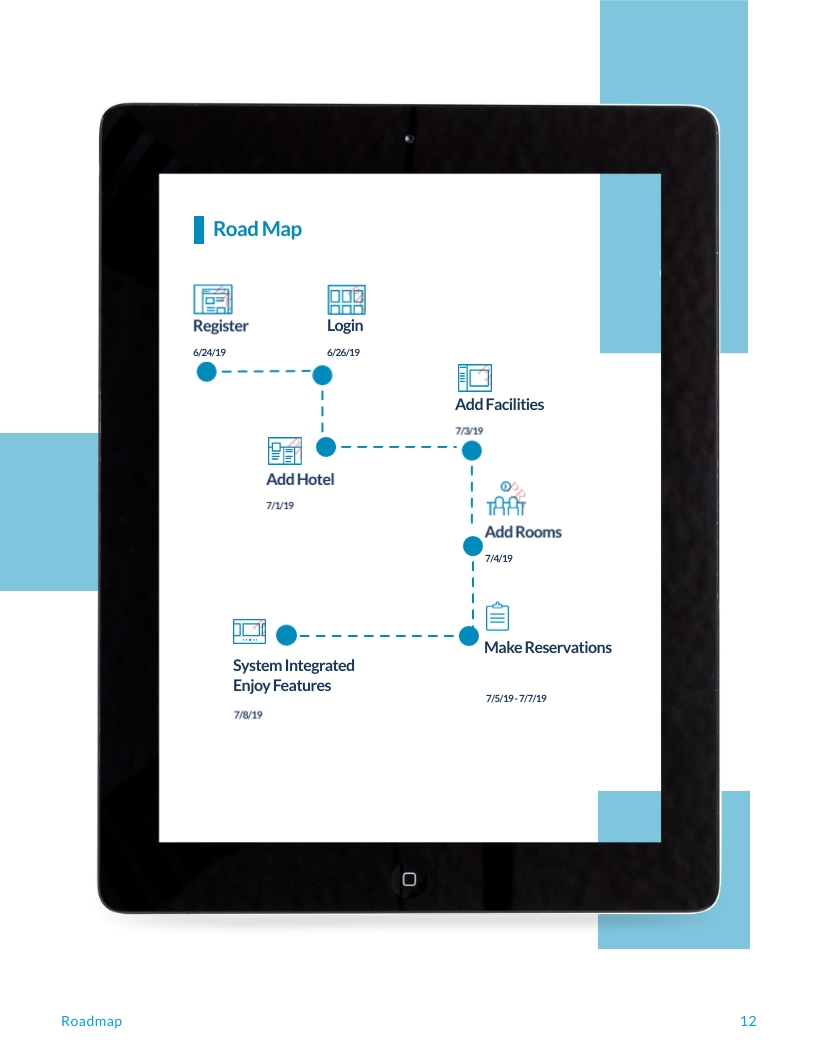 Road Map
Register
6/24/19
Login
6/26/19
Add Facilities
7/3/19
Add Hotel
7/1/19
Add Rooms
7/4/19
Make Reservations
7/5/19 - 7/7/19
System Integrated
Enjoy Features
7/8/19
Roadmap
12